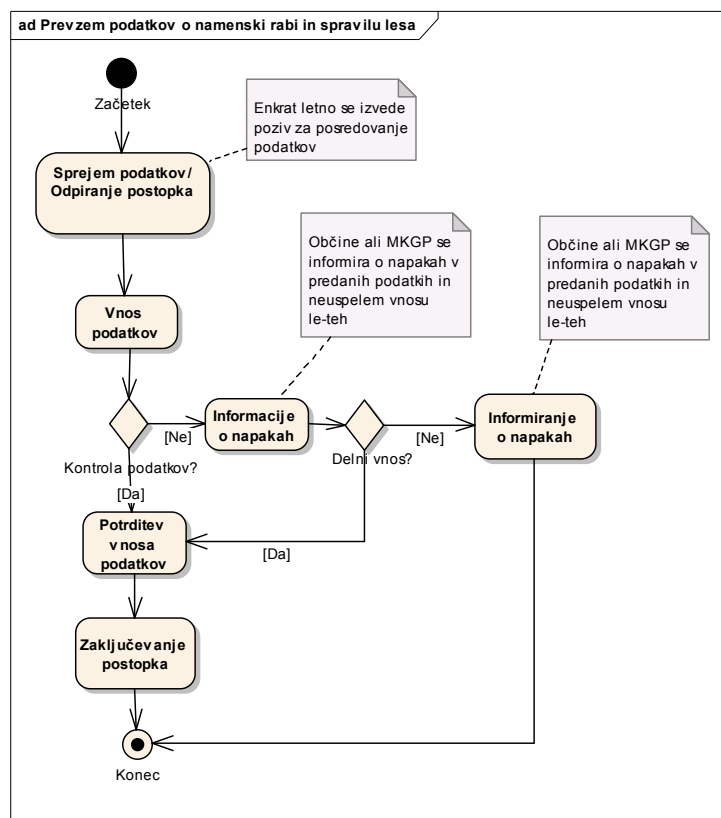 ad Prevzem podatkov o namenski rabi in spravilu lesa
Začetek
Enkrat letno se izvede
poziv za posredovanje
podatkov
Sprejem podatkov/
Odpiranje postopka
Občine ali MKGP se
informira o napakah v
predanih podatkih in
neuspelem vnosu
le-teh
Občine ali MKGP se
informira o napakah v
predanih podatkih in
neuspelem vnosu
le-teh
Vnos
podatkov
Informacije
o napakah
Informiranje
o napakah
[Ne]
[Ne]
Kontrola podatkov?
Delni vnos?
[Da]
Potrditev
vnosa
podatkov
[Da]
Zaključevanje
postopka
Konec